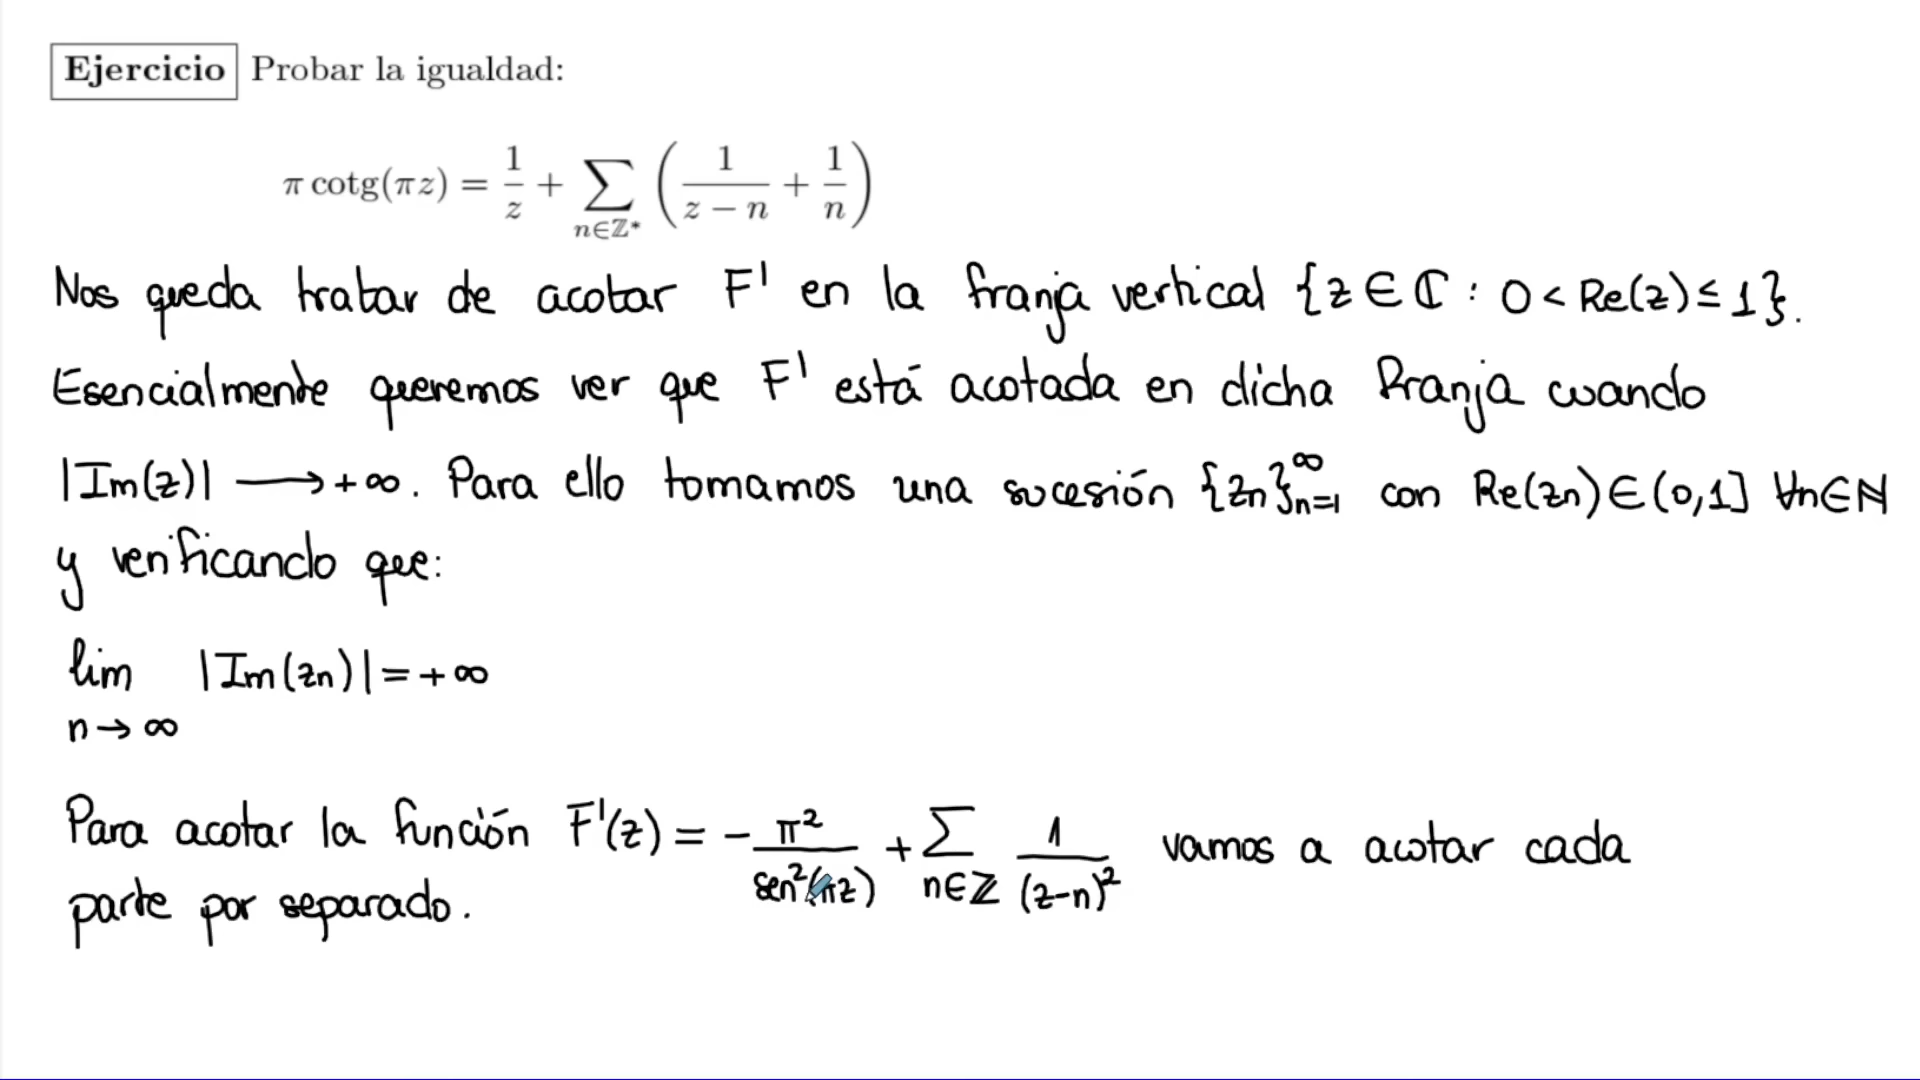 Ejercicio Probar la igualdad:
π cotg(πz) = 1/z + ∑_{n∈ℤ*} ( 1/(z − n) + 1/n )
Nos queda tratar de acotar F' en la franja vertical {z ∈ ℂ : 0 < Re(z) ≤ 1}.
Esencialmente queremos ver que F' está acotada en dicha franja cuando
|Im(z)| ⟶ +∞. Para ello tomamos una sucesión {zn}_{n=1}^∞ con Re(zn) ∈ (0,1] ∀n∈ℕ
y verificando que:
lim_{n→∞} |Im(zn)| = +∞
Para acotar la función F'(z) = − π²/sen²(πz) + ∑_{n∈ℤ} 1/(z−n)² vamos a acotar cada
parte por separado.